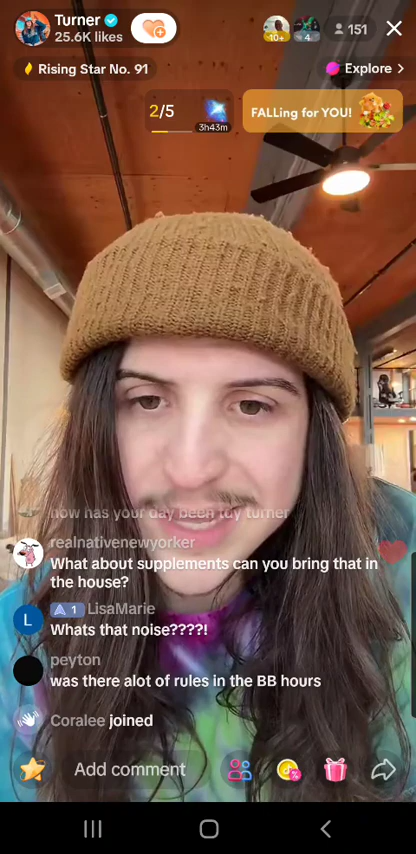 Turner
25.6K likes
10+
4
151
Rising Star No. 91
Explore >
2/5
3h43m
FALLing for YOU!
how has your day been tdy turner
realnativenewyorker
What about supplements can you bring that in
the house?
L
1 LisaMarie
Whats that noise????!
peyton
was there alot of rules in the BB hours
Coralee joined
Add comment